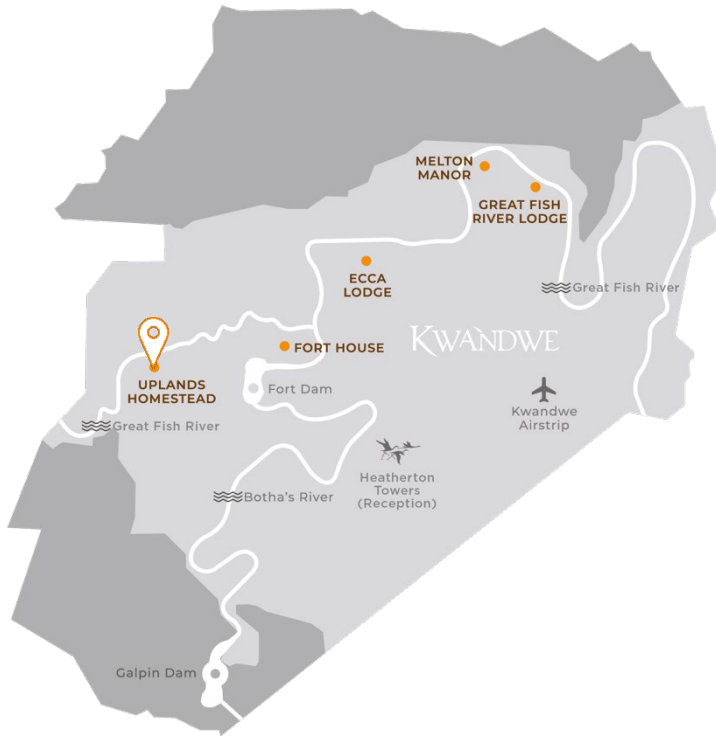 MELTON
MANOR
GREAT FISH
RIVER LODGE
ECCA
LODGE
Great Fish River
KWANDWE
FORT HOUSE
UPLANDS
HOMESTEAD
Fort Dam
Kwandwe
Airstrip
Great Fish River
Heatherton
Towers
(Reception)
Botha's River
Galpin Dam